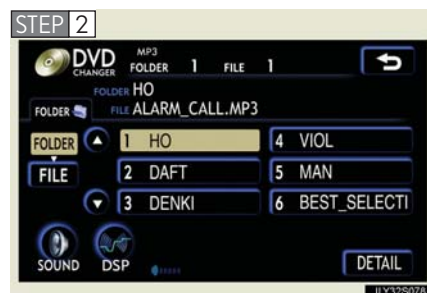 STEP 2
DVD CHANGER MP3 FOLDER 1 FILE 1
FOLDER HO
FOLDER FILE ALARM_CALL.MP3
FOLDER 1 HO 4 VIOL
FILE 2 DAFT 5 MAN
3 DENKI 6 BEST_SELECTI
SOUND DSP DETAIL
ILY32S078